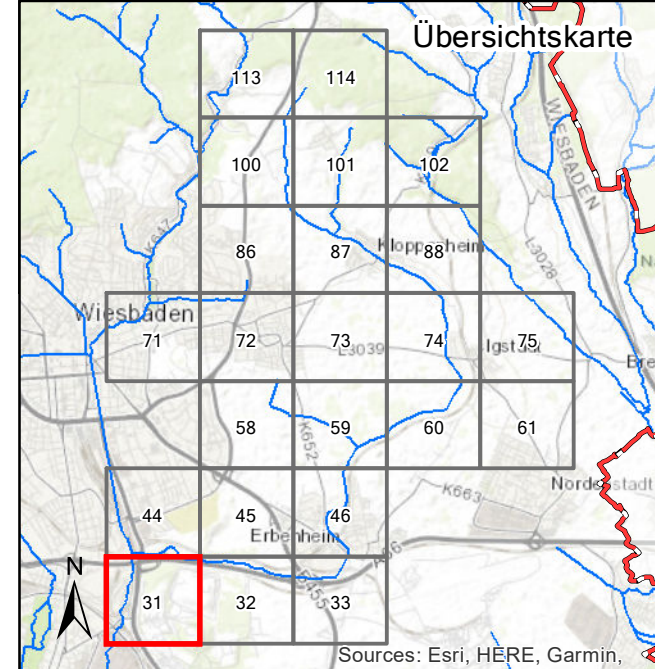 Übersichtskarte
113 114
WIESBADEN
100 101 102
K647
86 87 88
Kloppenheim
L3028
Wiesbaden
71 72 73 74 75
L3039
Igstadt
Bre
58 59 60 61
K652
K663
Nordenstadt
44 45 46
Erbenheim
A66
N
B455
31 32 33
Sources: Esri, HERE, Garmin,